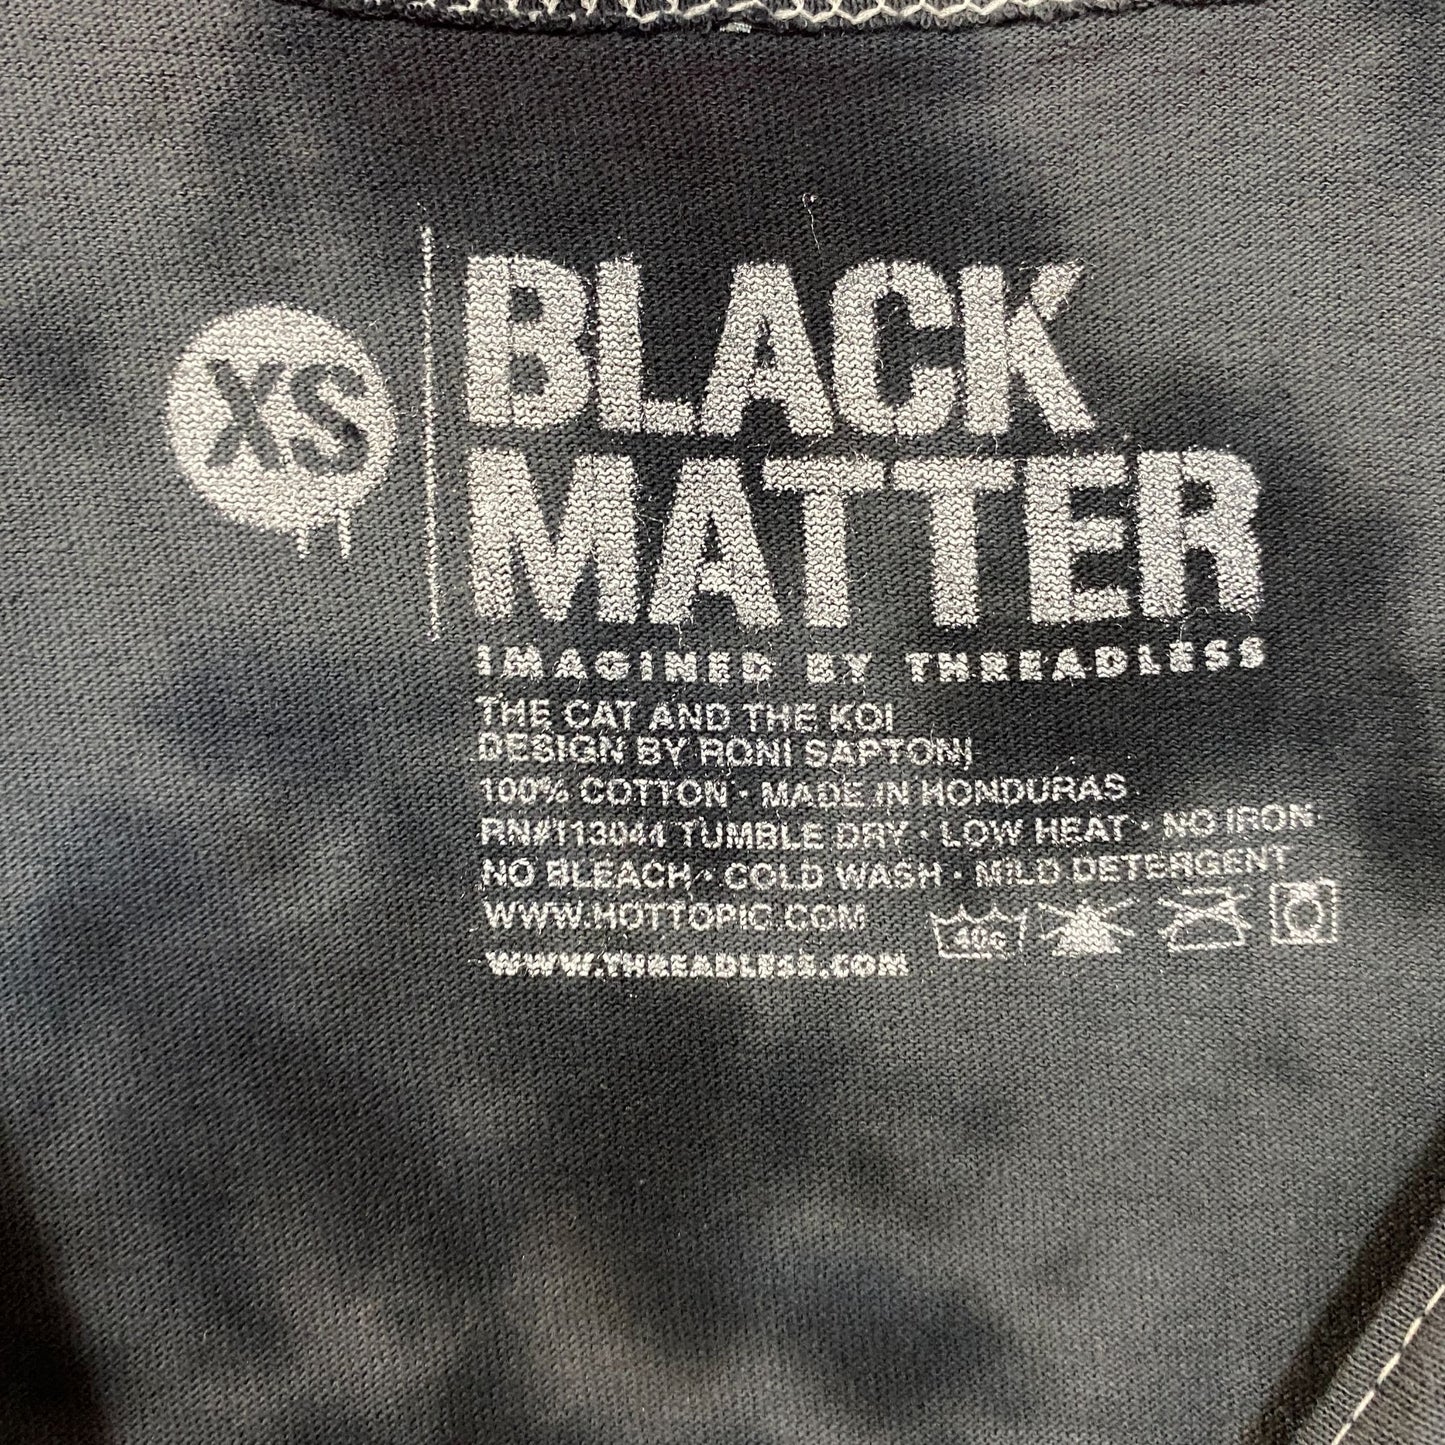 XS
BLACK
MATTER
IMAGINED BY THREADLESS
THE CAT AND THE KOI
DESIGN BY RONI SAPTONI
100% COTTON · MADE IN HONDURAS
RN#113044 TUMBLE DRY · LOW HEAT · NO IRON
NO BLEACH · COLD WASH · MILD DETERGENT
WWW.HOTTOPIC.COM
40c
WWW.THREADLESS.COM